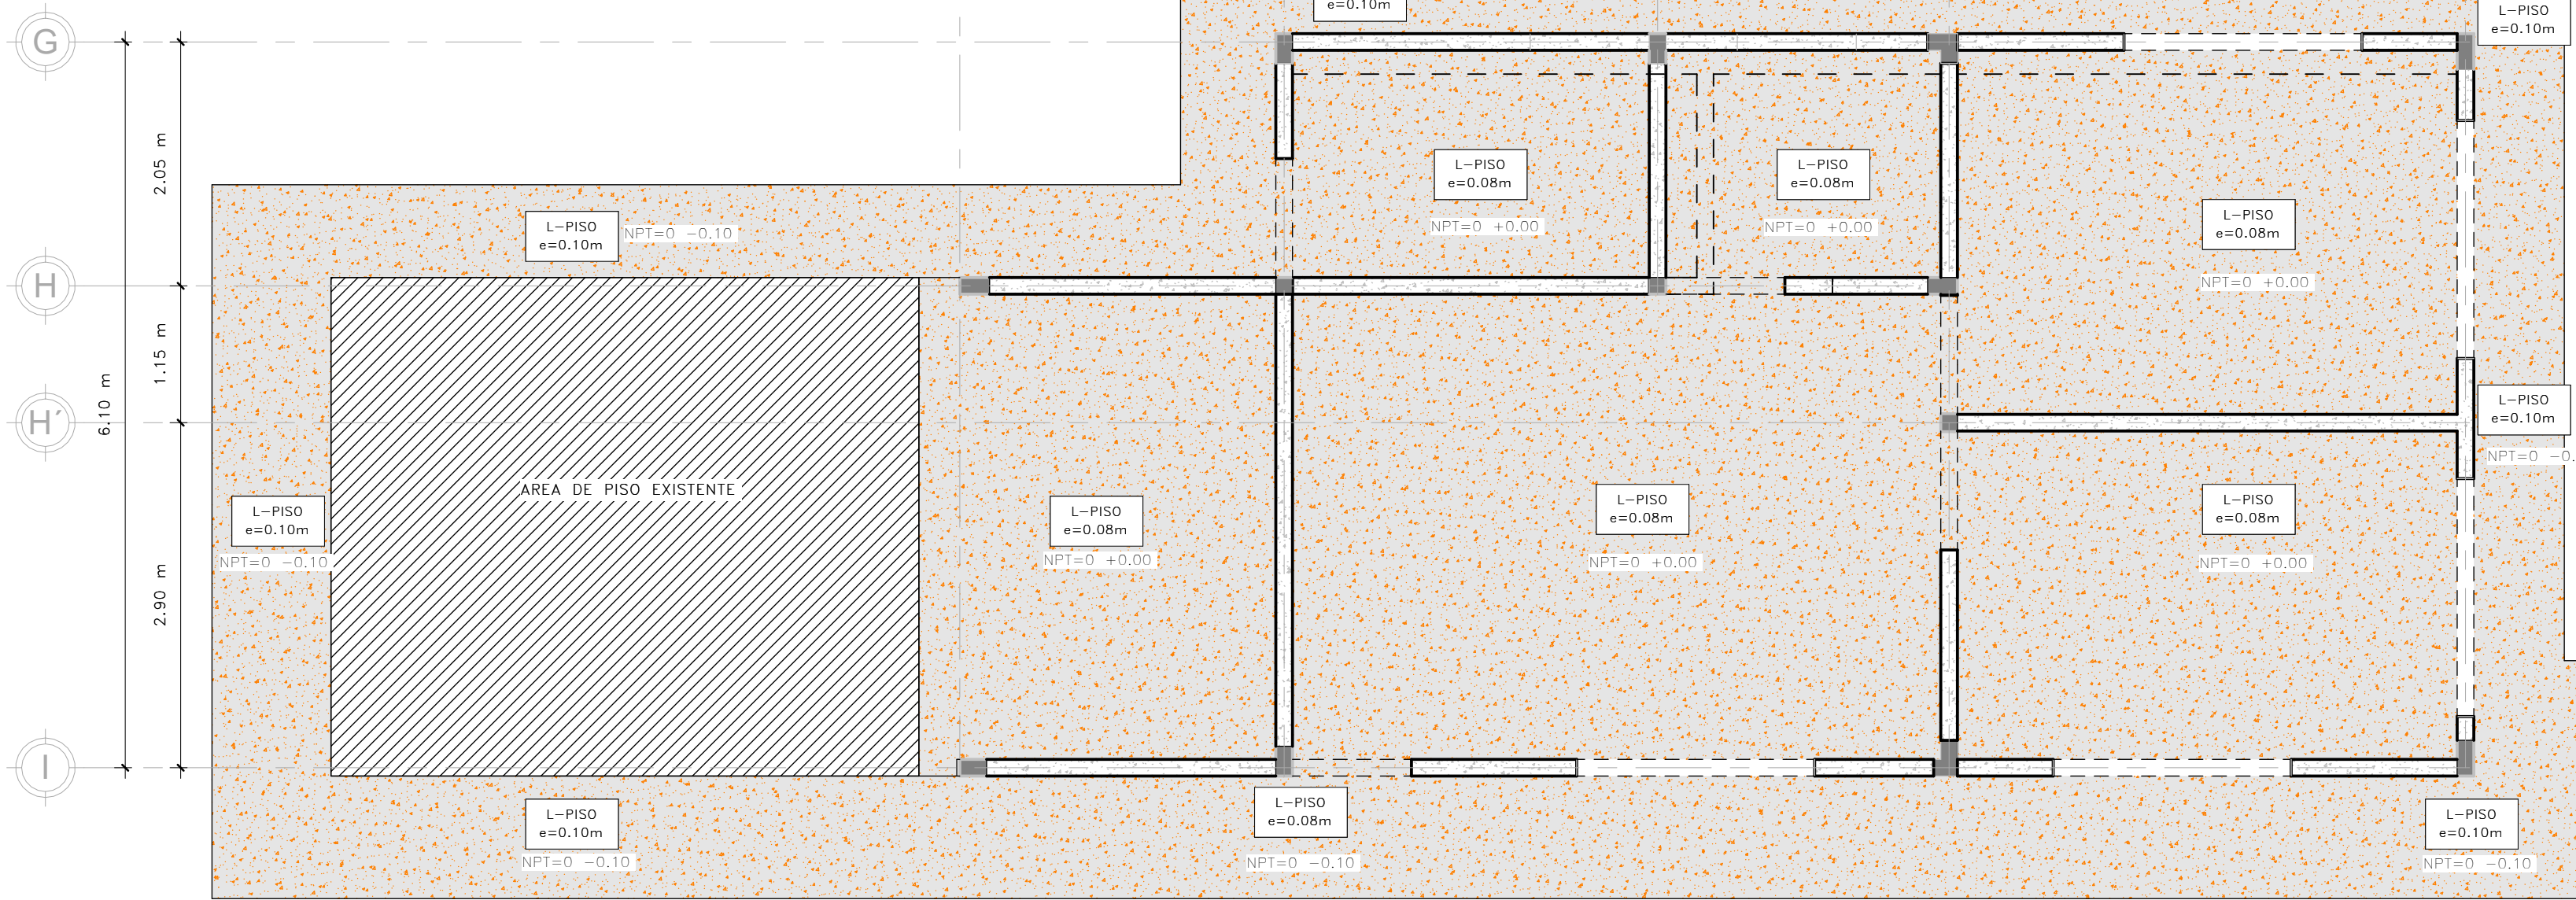 e=0.10m
L-PISO
e=0.10m
G
2.05 m
L-PISO
e=0.08m
NPT=0 +0.00
L-PISO
e=0.08m
NPT=0 +0.00
L-PISO
e=0.08m
NPT=0 +0.00
L-PISO
e=0.10m
NPT=0 -0.10
H
1.15 m
6.10 m
H´
L-PISO
e=0.10m
NPT=0 -0.
AREA DE PISO EXISTENTE
L-PISO
e=0.10m
NPT=0 -0.10
L-PISO
e=0.08m
NPT=0 +0.00
L-PISO
e=0.08m
NPT=0 +0.00
L-PISO
e=0.08m
NPT=0 +0.00
2.90 m
I
L-PISO
e=0.10m
NPT=0 -0.10
L-PISO
e=0.08m
NPT=0 -0.10
L-PISO
e=0.10m
NPT=0 -0.10